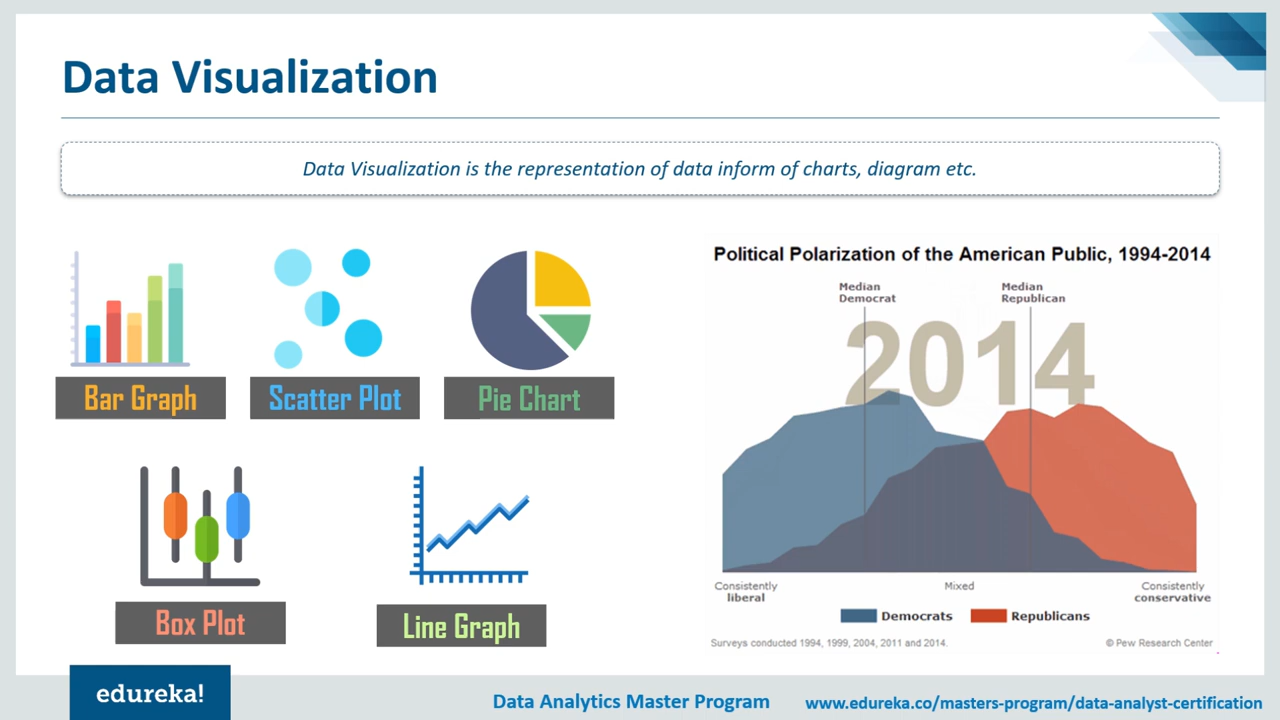 Data Visualization
Data Visualization is the representation of data inform of charts, diagram etc.
Bar Graph
Scatter Plot
Pie Chart
Box Plot
Line Graph
Political Polarization of the American Public, 1994-2014
Median
Democrat
Median
Republican
2014
Consistently
liberal
Mixed
Consistently
conservative
Democrats
Republicans
Surveys conducted 1994, 1999, 2004, 2011 and 2014.
© Pew Research Center
edureka!
Data Analytics Master Program
www.edureka.co/masters-program/data-analyst-certification